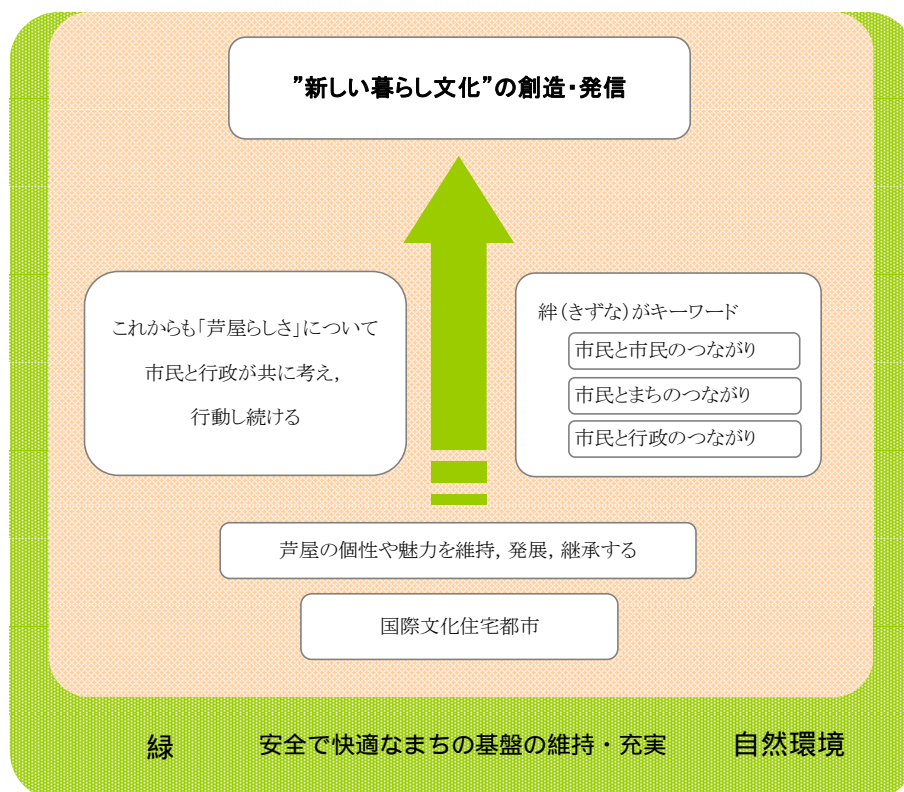 ”新しい暮らし文化”の創造・発信
これからも「芦屋らしさ」について
市民と行政が共に考え，
行動し続ける
絆（きずな）がキーワード
市民と市民のつながり
市民とまちのつながり
市民と行政のつながり
芦屋の個性や魅力を維持，発展，継承する
国際文化住宅都市
緑
安全で快適なまちの基盤の維持・充実
自然環境